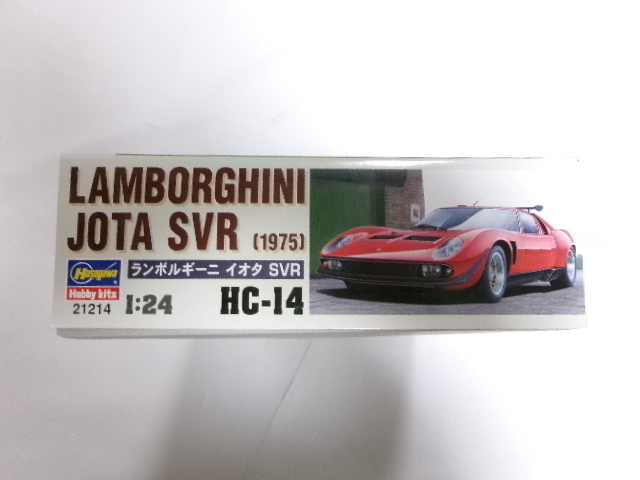 LAMBORGHINI
JOTA SVR (1975)
Hasegawa
Hobby kits
21214
ランボルギーニ イオタ SVR
1:24
HC-14